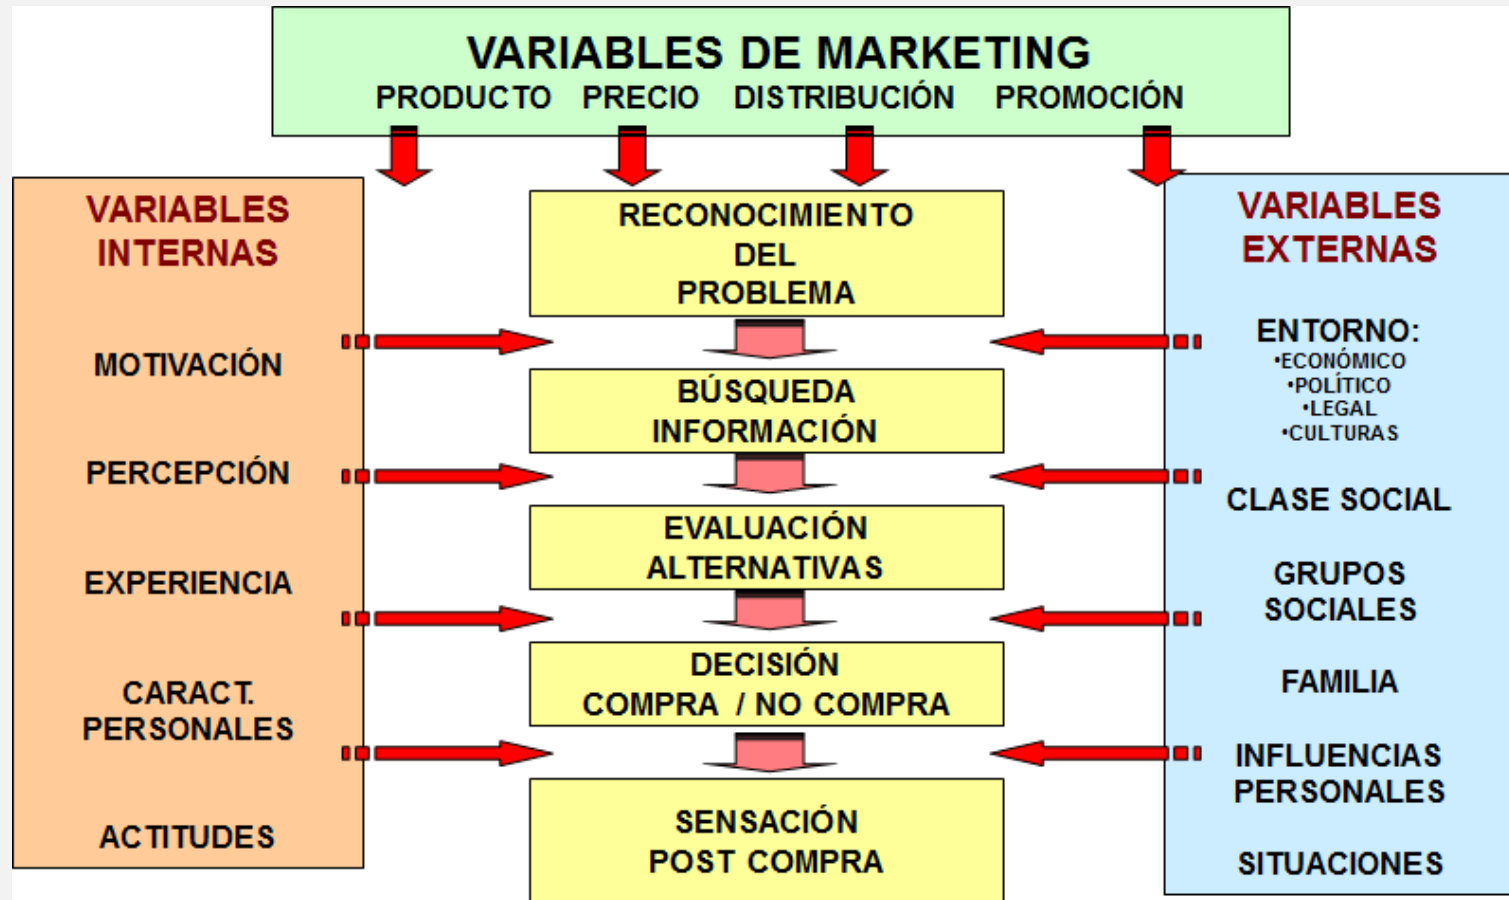 VARIABLES DE MARKETING
PRODUCTO PRECIO DISTRIBUCIÓN PROMOCIÓN
VARIABLES
INTERNAS
MOTIVACIÓN
PERCEPCIÓN
EXPERIENCIA
CARACT.
PERSONALES
ACTITUDES
RECONOCIMIENTO
DEL
PROBLEMA
BÚSQUEDA
INFORMACIÓN
EVALUACIÓN
ALTERNATIVAS
DECISIÓN
COMPRA / NO COMPRA
SENSACIÓN
POST COMPRA
VARIABLES
EXTERNAS
ENTORNO:
•ECONÓMICO
•POLÍTICO
•LEGAL
•CULTURAS
CLASE SOCIAL
GRUPOS
SOCIALES
FAMILIA
INFLUENCIAS
PERSONALES
SITUACIONES